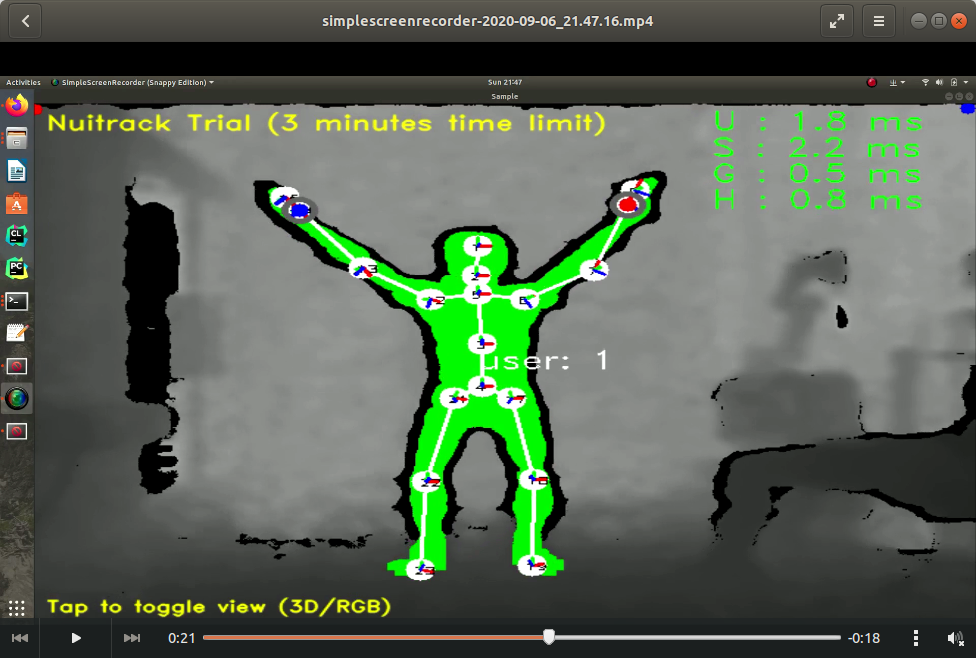 simplescreenrecorder-2020-09-06_21.47.16.mp4
Activities
SimpleScreenRecorder (Snappy Edition)
Sun 21:47
Sample
Nuitrack Trial (3 minutes time limit)
U : 1.8 ms
S : 2.2 ms
G : 0.5 ms
H : 0.8 ms
CL
PC
user: 1
Tap to toggle view (3D/RGB)
0:21
-0:18